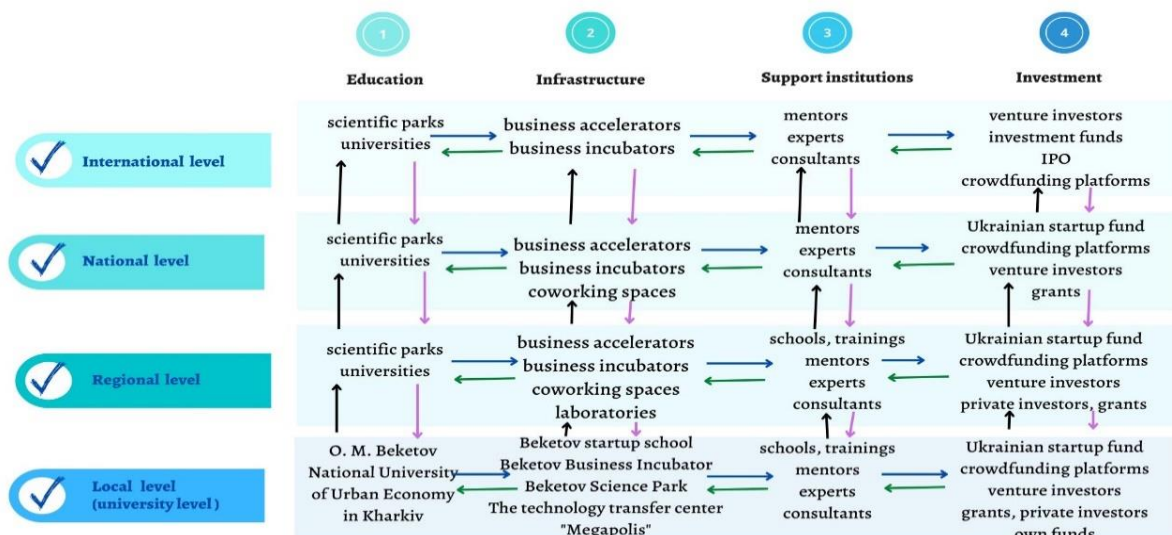 1
2
3
4
Education
Infrastructure
Support institutions
Investment
International level
scientific parks
universities
business accelerators
business incubators
mentors
experts
consultants
venture investors
investment funds
IPO
crowdfunding platforms
National level
scientific parks
universities
business accelerators
business incubators
coworking spaces
mentors
experts
consultants
Ukrainian startup fund
crowdfunding platforms
venture investors
grants
Regional level
scientific parks
universities
business accelerators
business incubators
coworking spaces
laboratories
schools, trainings
mentors
experts
consultants
Ukrainian startup fund
crowdfunding platforms
venture investors
private investors, grants
Local level
(university level)
O. M. Beketov
National University
of Urban Economy
in Kharkiv
Beketov startup school
Beketov Business Incubator
Beketov Science Park
The technology transfer center
"Megapolis"
schools, trainings
mentors
experts
consultants
Ukrainian startup fund
crowdfunding platforms
venture investors
grants, private investors
own funds